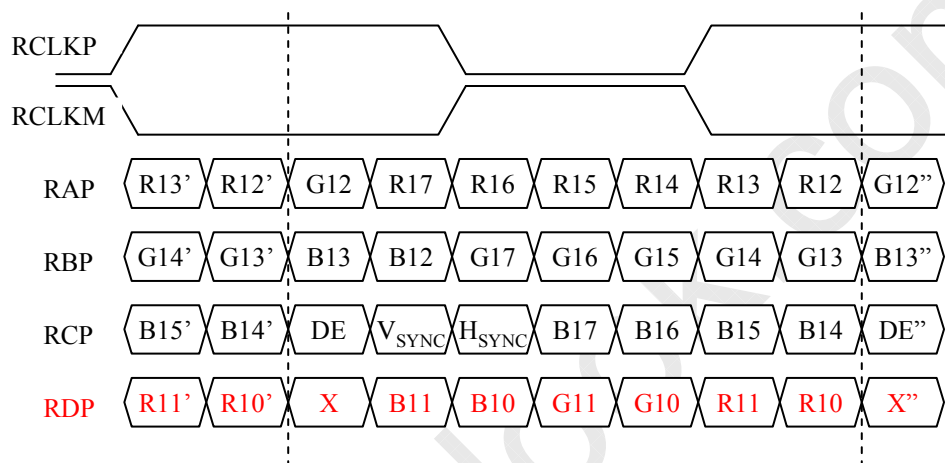 RCLKP
RCLKM
RAP R13’ R12’ G12 R17 R16 R15 R14 R13 R12 G12”
RBP G14’ G13’ B13 B12 G17 G16 G15 G14 G13 B13”
RCP B15’ B14’ DE VSYNC HSYNC B17 B16 B15 B14 DE”
RDP R11’ R10’ X B11 B10 G11 G10 R11 R10 X”